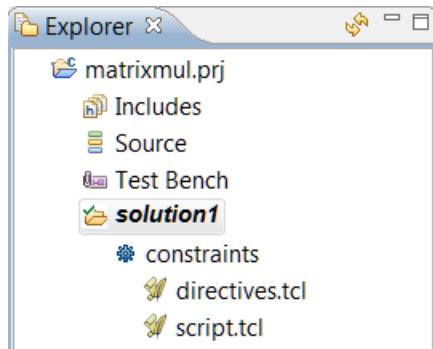 Explorer
matrixmul.prj
Includes
Source
Test Bench
solution1
constraints
directives.tcl
script.tcl